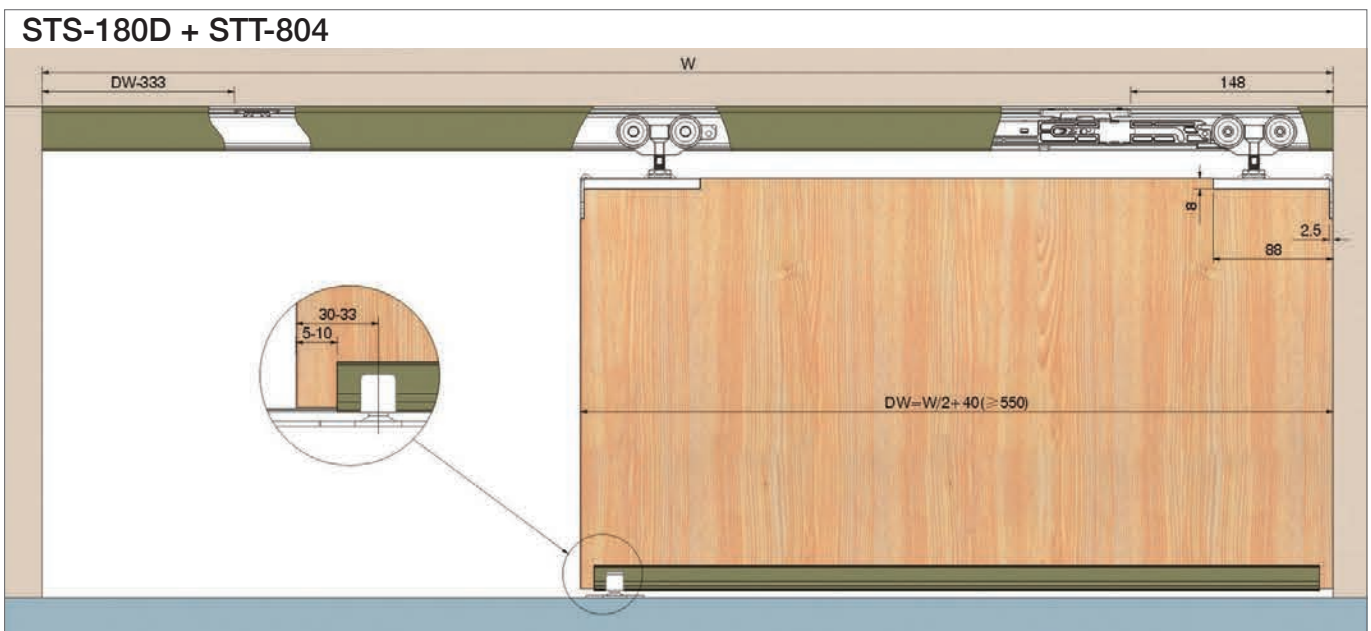 STS-180D + STT-804
W
DW-333
148
8
2.5
88
30-33
5-10
DW=W/2+40(≥550)